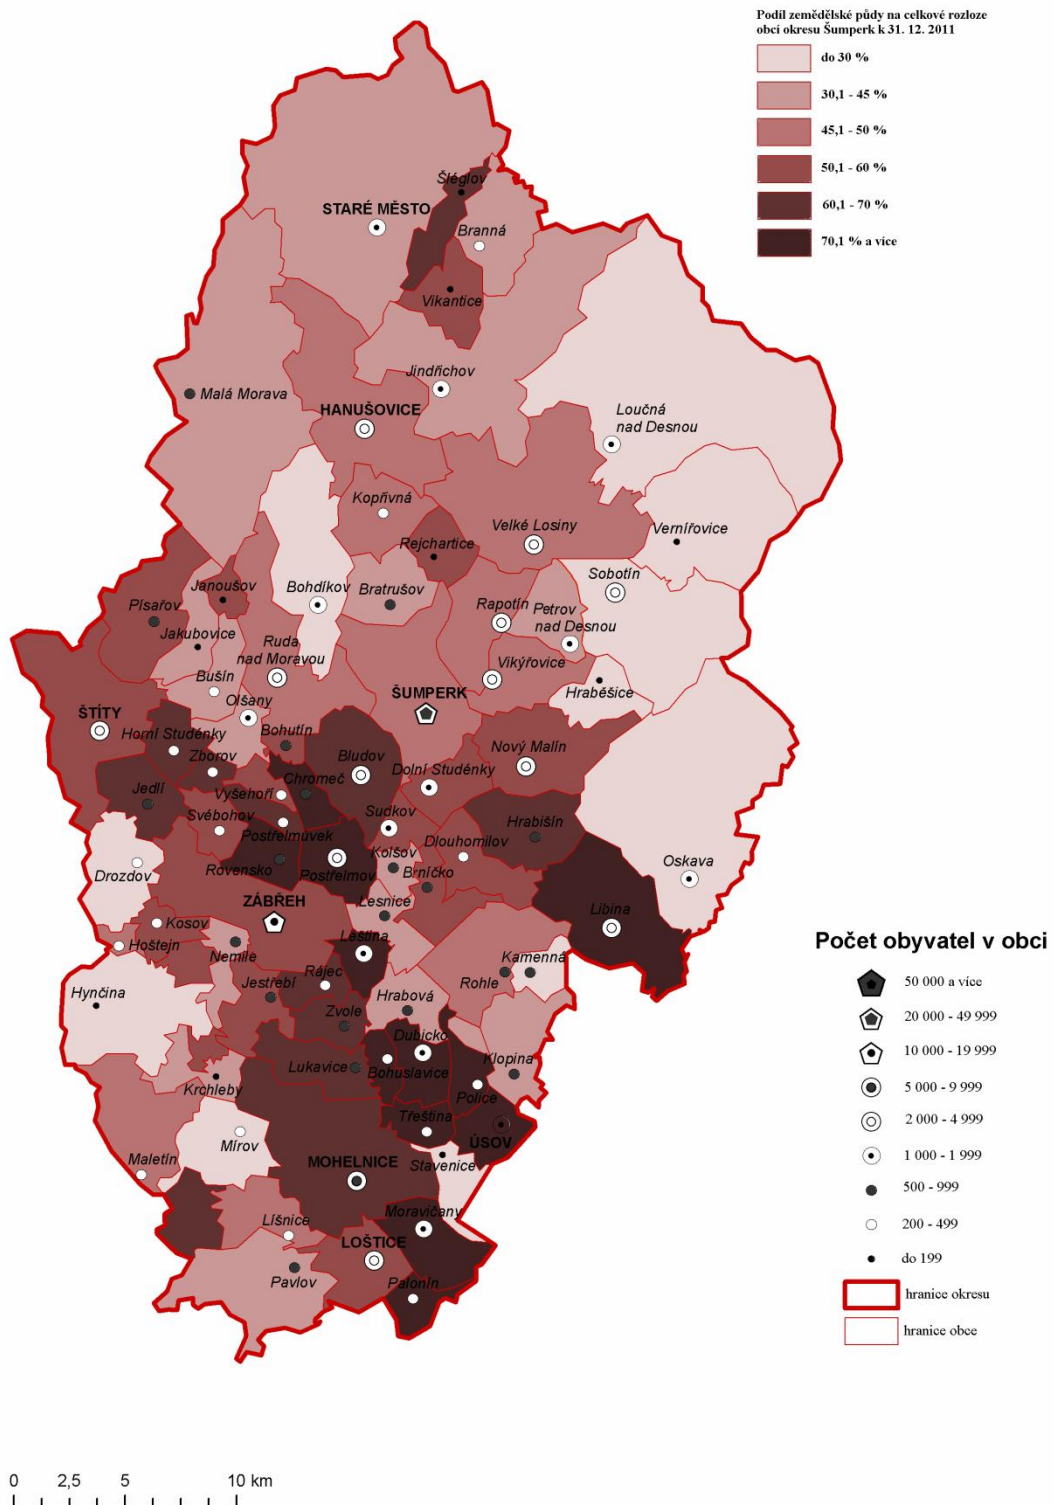 Podíl zemědělské půdy na celkové rozloze
obcí okresu Šumperk k 31. 12. 2011
do 30 %
30,1 - 45 %
45,1 - 50 %
50,1 - 60 %
60,1 - 70 %
70,1 % a více
Šléglov
STARÉ MĚSTO
Branná
Vikantice
Jindřichov
Malá Morava
HANUŠOVICE
Loučná
nad Desnou
Kopřivná
Velké Losiny
Vernířovice
Rejchartice
Sobotín
Janoušov
Bohdíkov
Bratrušov
Písařov
Rapotín
Petrov
nad Desnou
Jakubovice
Ruda
nad Moravou
Bušín
Vikýřovice
Hraběšice
Olšany
ŠUMPERK
ŠTÍTY
Horní Studénky
Bohutín
Nový Malín
Zborov
Bludov
Dolní Studénky
Jedlí
Vyšehoří
Chromeč
Svébohov
Sudkov
Postřelmůvek
Hrabišín
Dlouhomilov
Drozdov
Rovensko
Postřelmov
Kolšov
Brníčko
Oskava
ZÁBŘEH
Lesnice
Libina
Kosov
Hoštejn
Nemile
Leština
Kamenná
Jestřebí
Rájec
Rohle
Hynčina
Zvole
Hrabová
Dubicko
Lukavice
Bohuslavice
Klopina
Krchleby
Police
Třeština
Mírov
ÚSOV
Maletín
MOHELNICE
Stavenice
Moravičany
Líšnice
LOŠTICE
Pavlov
Palonín
Počet obyvatel v obci
50 000 a více
20 000 - 49 999
10 000 - 19 999
5 000 - 9 999
2 000 - 4 999
1 000 - 1 999
500 - 999
200 - 499
do 199
hranice okresu
hranice obce
0 2,5 5 10 km